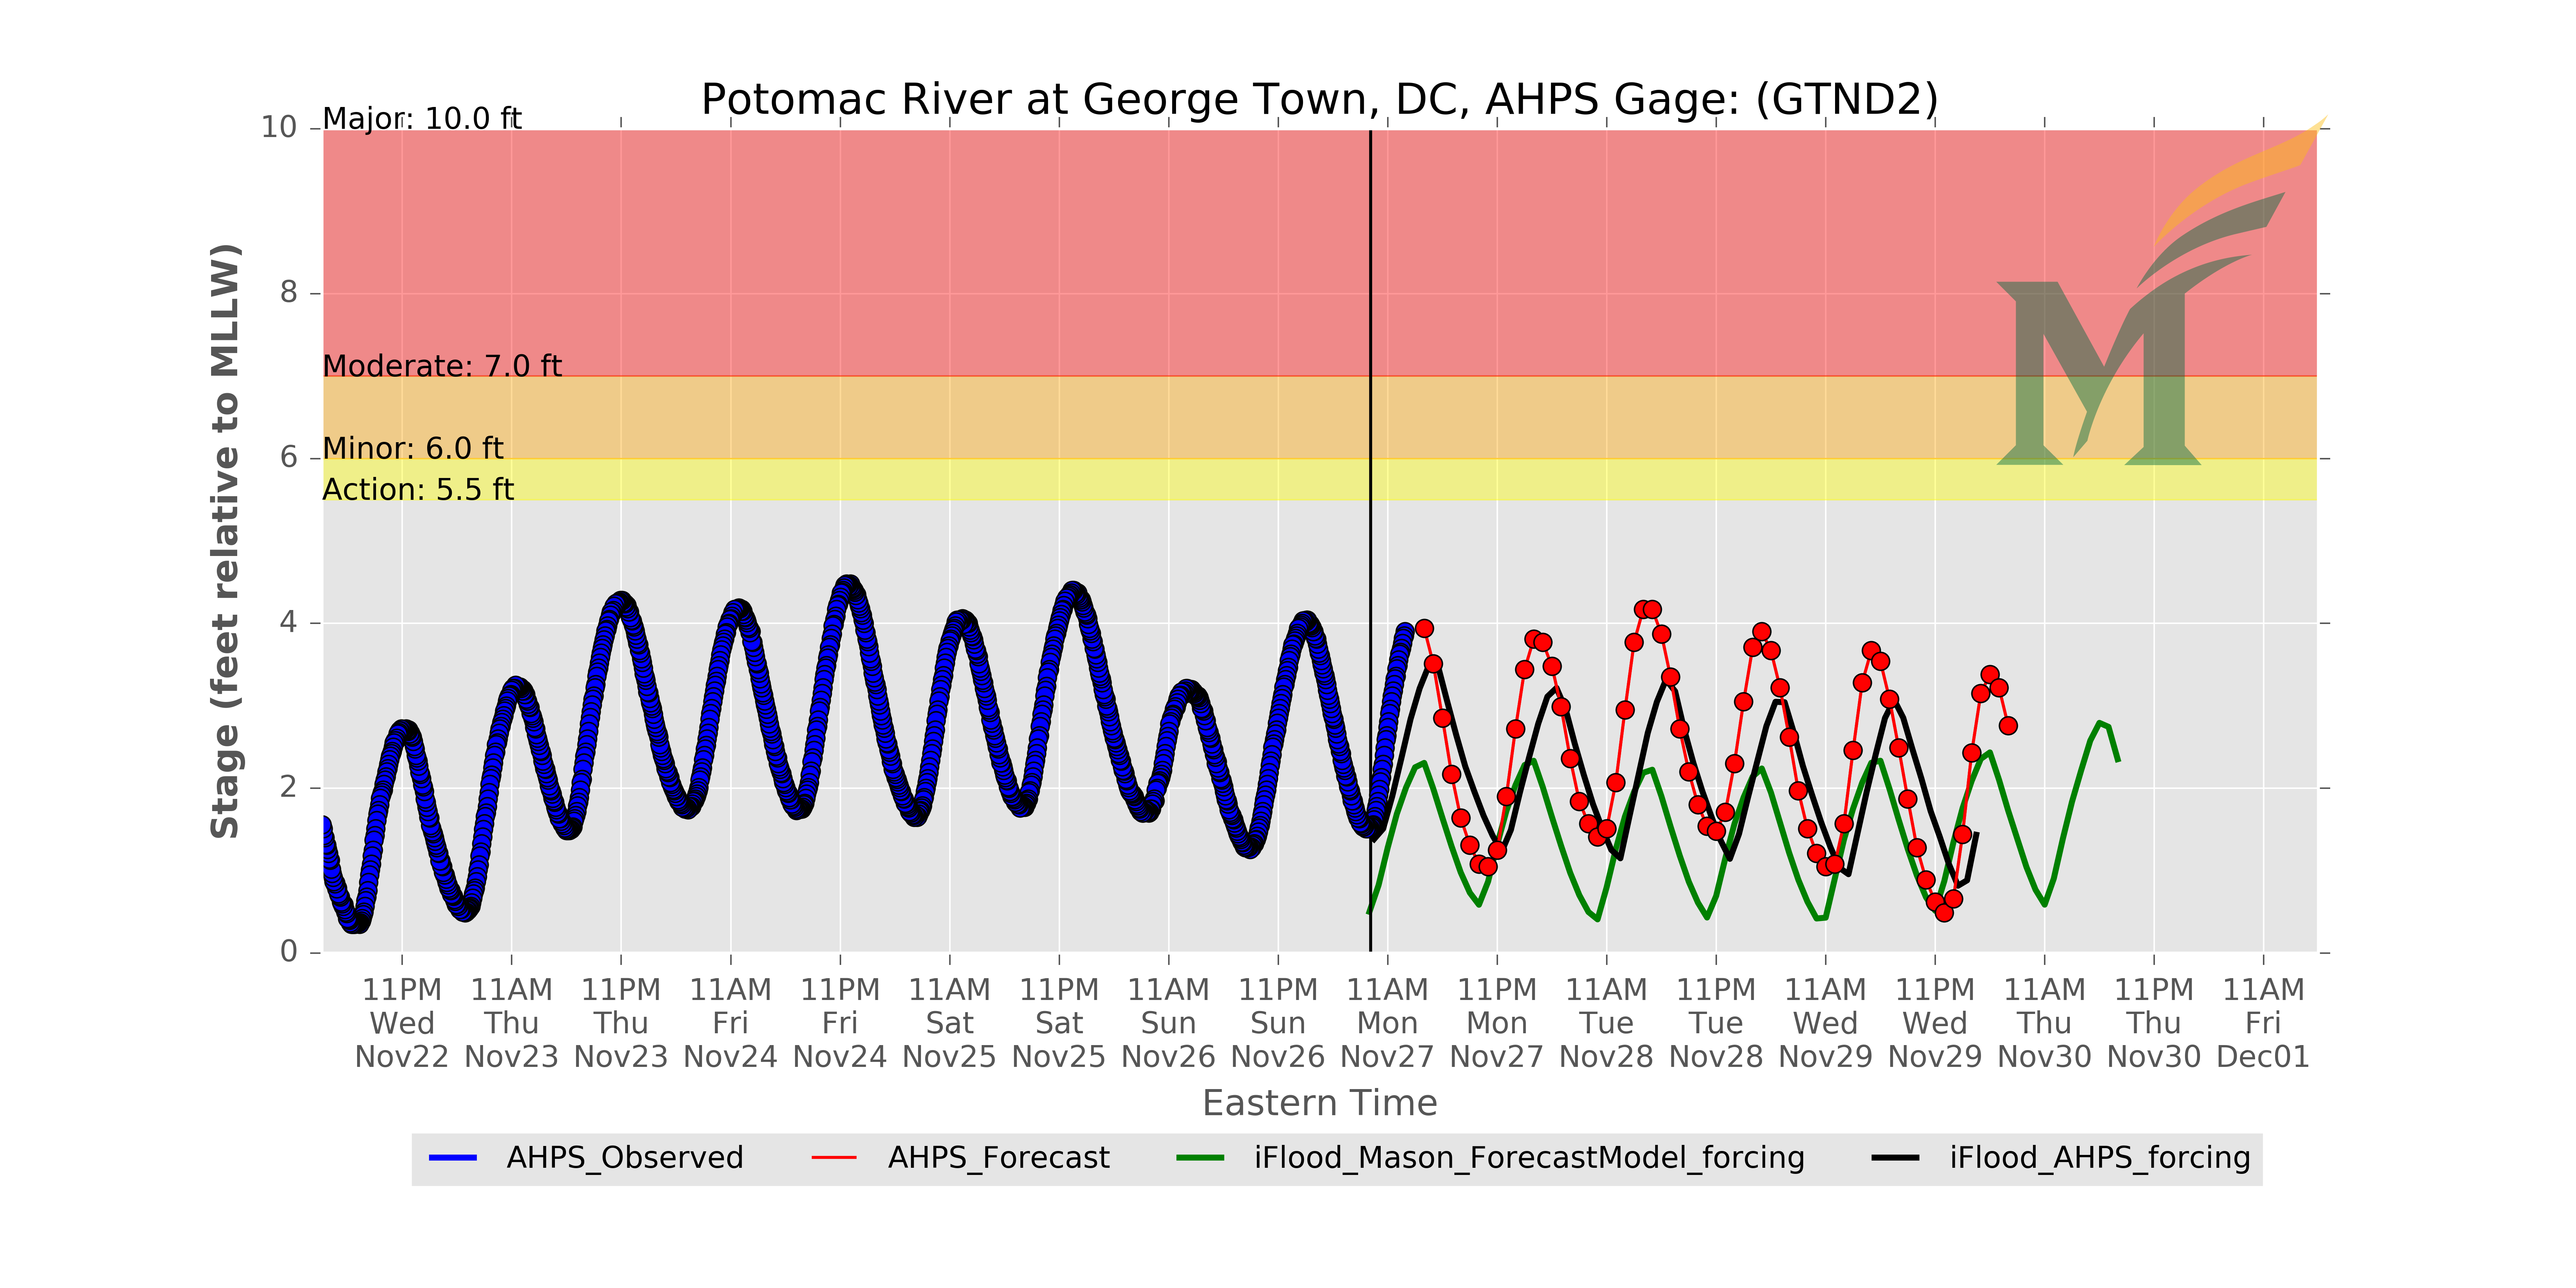 Potomac River at George Town, DC, AHPS Gage: (GTND2)
Major: 10.0 ft
Moderate: 7.0 ft
Minor: 6.0 ft
Action: 5.5 ft
10
8
6
4
2
0
Stage (feet relative to MLLW)
11PM 11AM 11PM 11AM 11PM 11AM 11PM 11AM 11PM 11AM 11PM 11AM 11PM 11AM 11PM 11AM 11PM 11AM
Wed Thu Thu Fri Fri Sat Sat Sun Sun Mon Mon Tue Tue Wed Wed Thu Thu Fri
Nov22 Nov23 Nov23 Nov24 Nov24 Nov25 Nov25 Nov26 Nov26 Nov27 Nov27 Nov28 Nov28 Nov29 Nov29 Nov30 Nov30 Dec01
Eastern Time
AHPS_Observed AHPS_Forecast iFlood_Mason_ForecastModel_forcing iFlood_AHPS_forcing
M